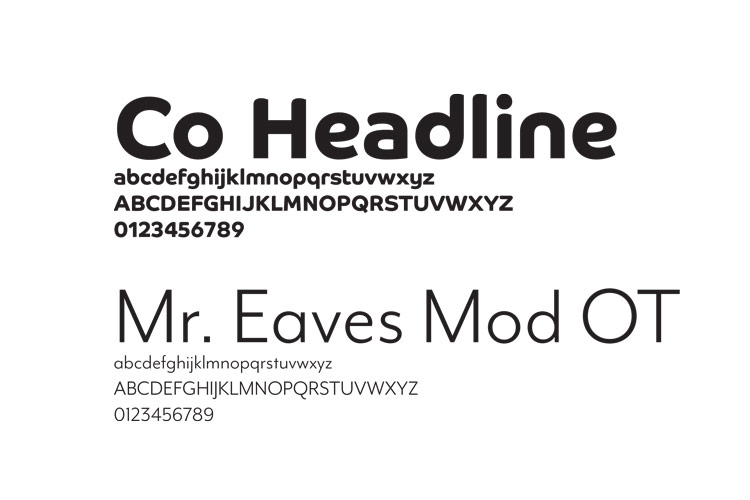 Co Headline
abcdefghijklmnopqrstuvwxyz
ABCDEFGHIJKLMNOPQRSTUVWXYZ
0123456789
Mr. Eaves Mod OT
abcdefghijklmnopqrstuvwxyz
ABCDEFGHIJKLMNOPQRSTUVWXYZ
0123456789